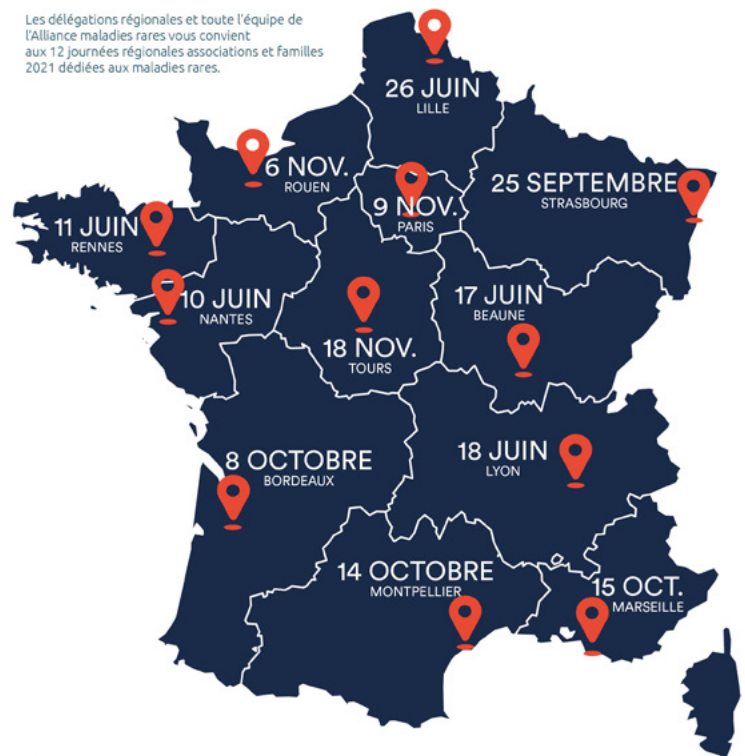 Les délégations régionales et toute l'équipe de
l'Alliance maladies rares vous convient
aux 12 journées régionales associations et familles
2021 dédiées aux maladies rares.
26 JUIN
LILLE
6 NOV.
ROUEN
9 NOV.
PARIS
25 SEPTEMBRE
STRASBOURG
11 JUIN
RENNES
10 JUIN
NANTES
18 NOV.
TOURS
17 JUIN
BEAUNE
8 OCTOBRE
BORDEAUX
18 JUIN
LYON
14 OCTOBRE
MONTPELLIER
15 OCT.
MARSEILLE